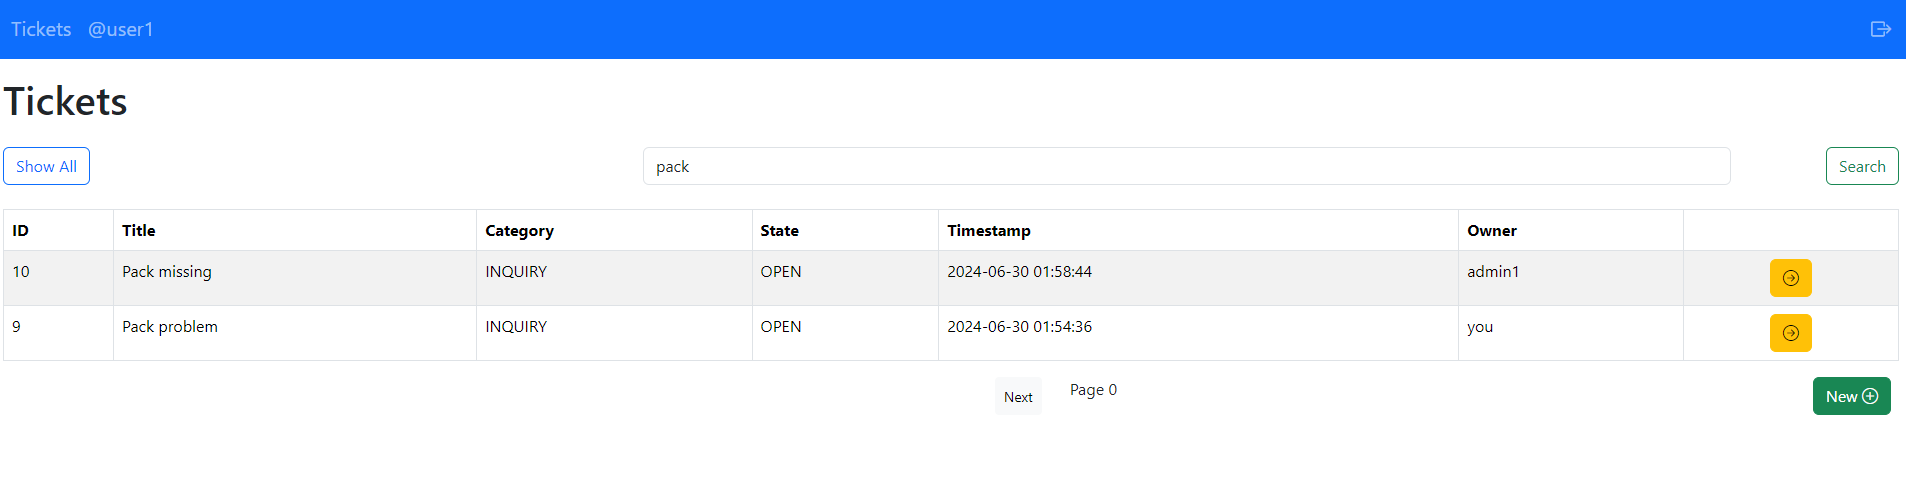 Tickets @user1
Tickets
Show All pack Search
ID Title Category State Timestamp Owner
10 Pack missing INQUIRY OPEN 2024-06-30 01:58:44 admin1
9 Pack problem INQUIRY OPEN 2024-06-30 01:54:36 you
Next Page 0 New